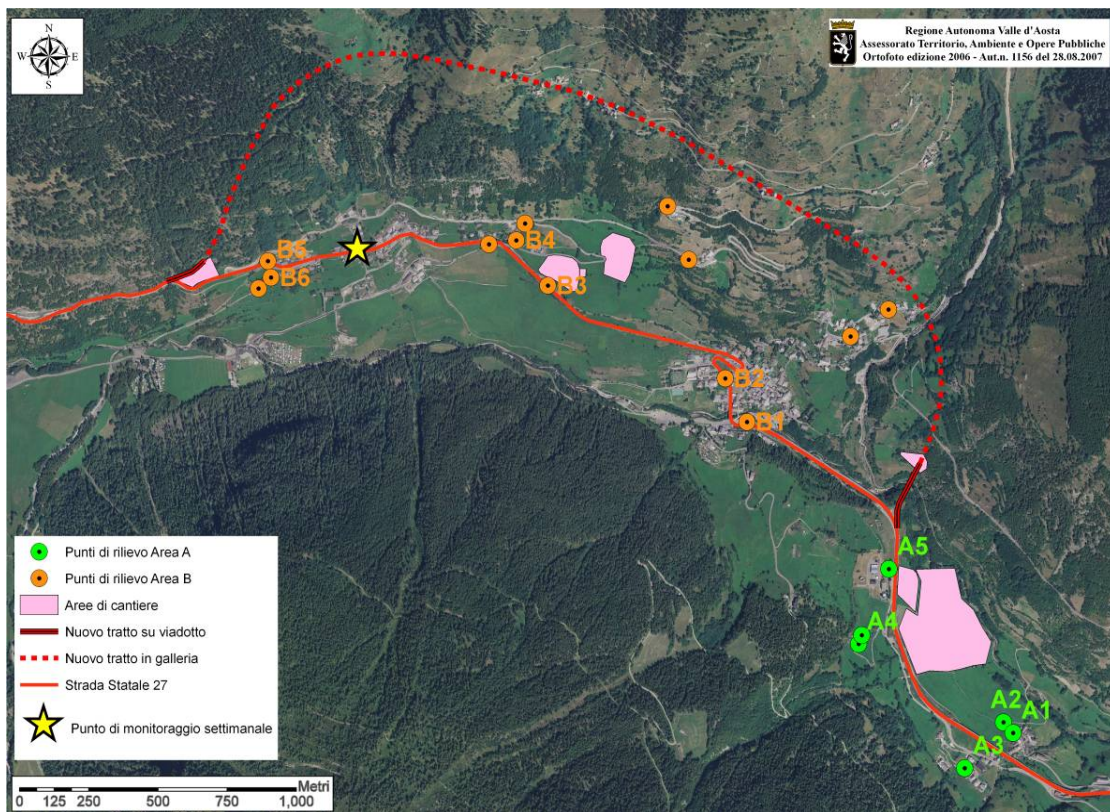 N
W E
S
Regione Autonoma Valle d'Aosta
Assessorato Territorio, Ambiente e Opere Pubbliche
Ortofoto edizione 2006 - Aut.n. 1156 del 28.08.2007
B5
B6
B4
B3
B2
B1
A5
A4
A2
A1
A3
Punti di rilievo Area A
Punti di rilievo Area B
Aree di cantiere
Nuovo tratto su viadotto
Nuovo tratto in galleria
Strada Statale 27
Punto di monitoraggio settimanale
Metri
0 125 250 500 750 1,000